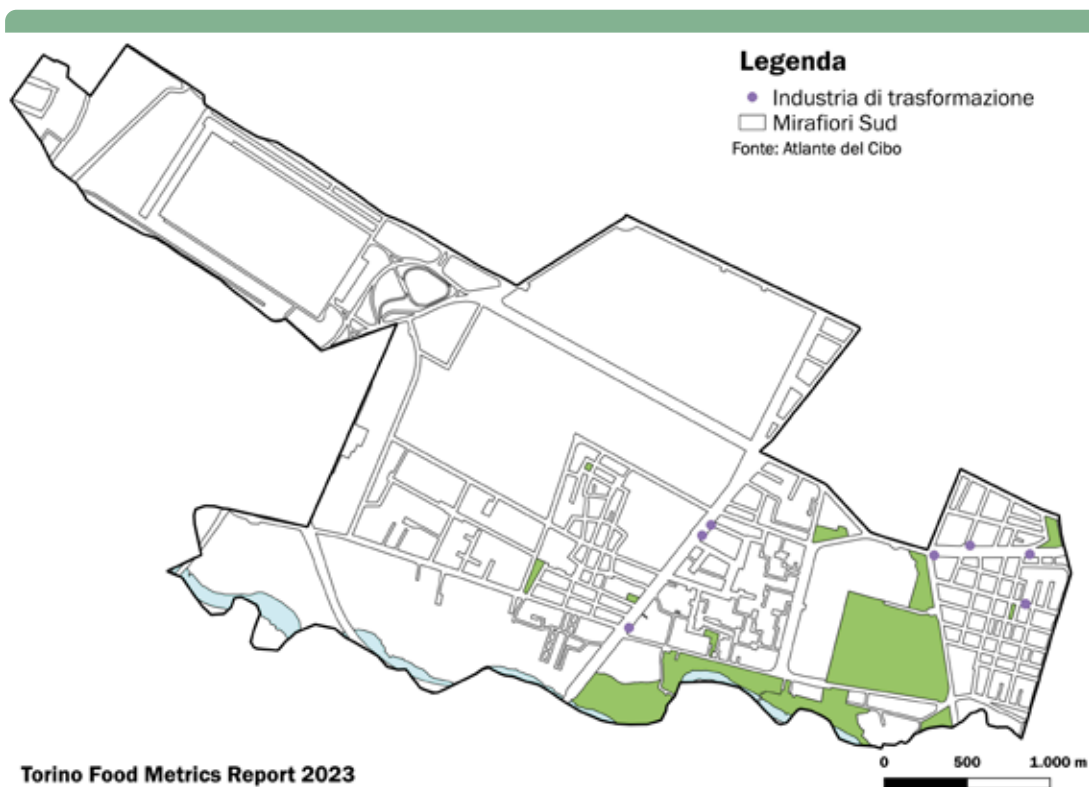 Legenda
Industria di trasformazione
Mirafiori Sud
Fonte: Atlante del Cibo
Torino Food Metrics Report 2023
0 500 1.000 m